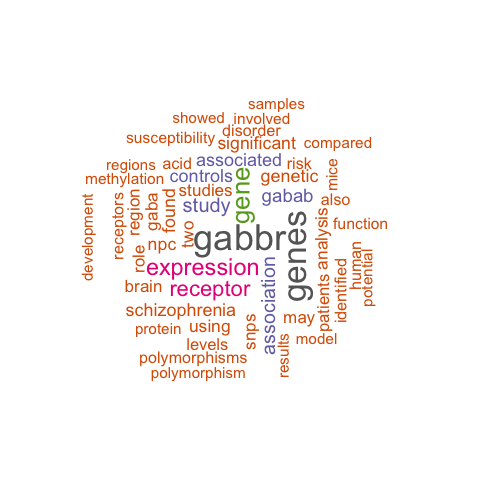 samples
showed involved
disorder
susceptibility significant compared
regions acid associated risk mice
methylation controls genetic
studies gabab also
development receptors region gaba found study gene function
two gabbr genes
role npc analysis human
expression
brain receptor association patients identified potential
schizophrenia may
protein using snps model
levels results
polymorphisms
polymorphism